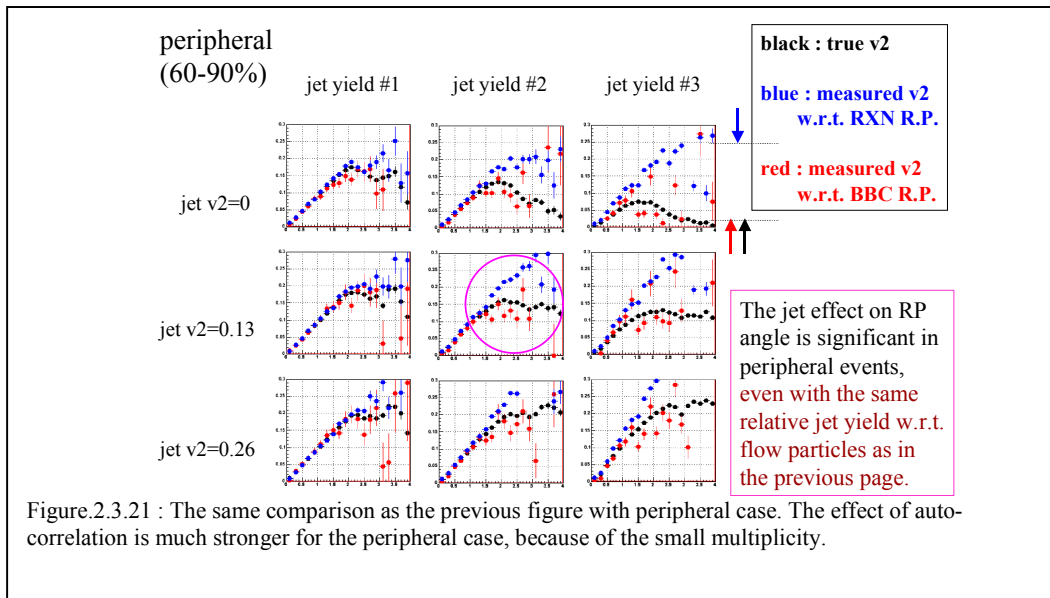 peripheral
(60-90%)
jet yield #1
jet yield #2
jet yield #3
black : true v2
blue : measured v2
w.r.t. RXN R.P.
red : measured v2
w.r.t. BBC R.P.
jet v2=0
jet v2=0.13
jet v2=0.26
The jet effect on RP
angle is significant in
peripheral events,
even with the same
relative jet yield w.r.t.
flow particles as in
the previous page.
Figure.2.3.21 : The same comparison as the previous figure with peripheral case. The effect of auto-
correlation is much stronger for the peripheral case, because of the small multiplicity.